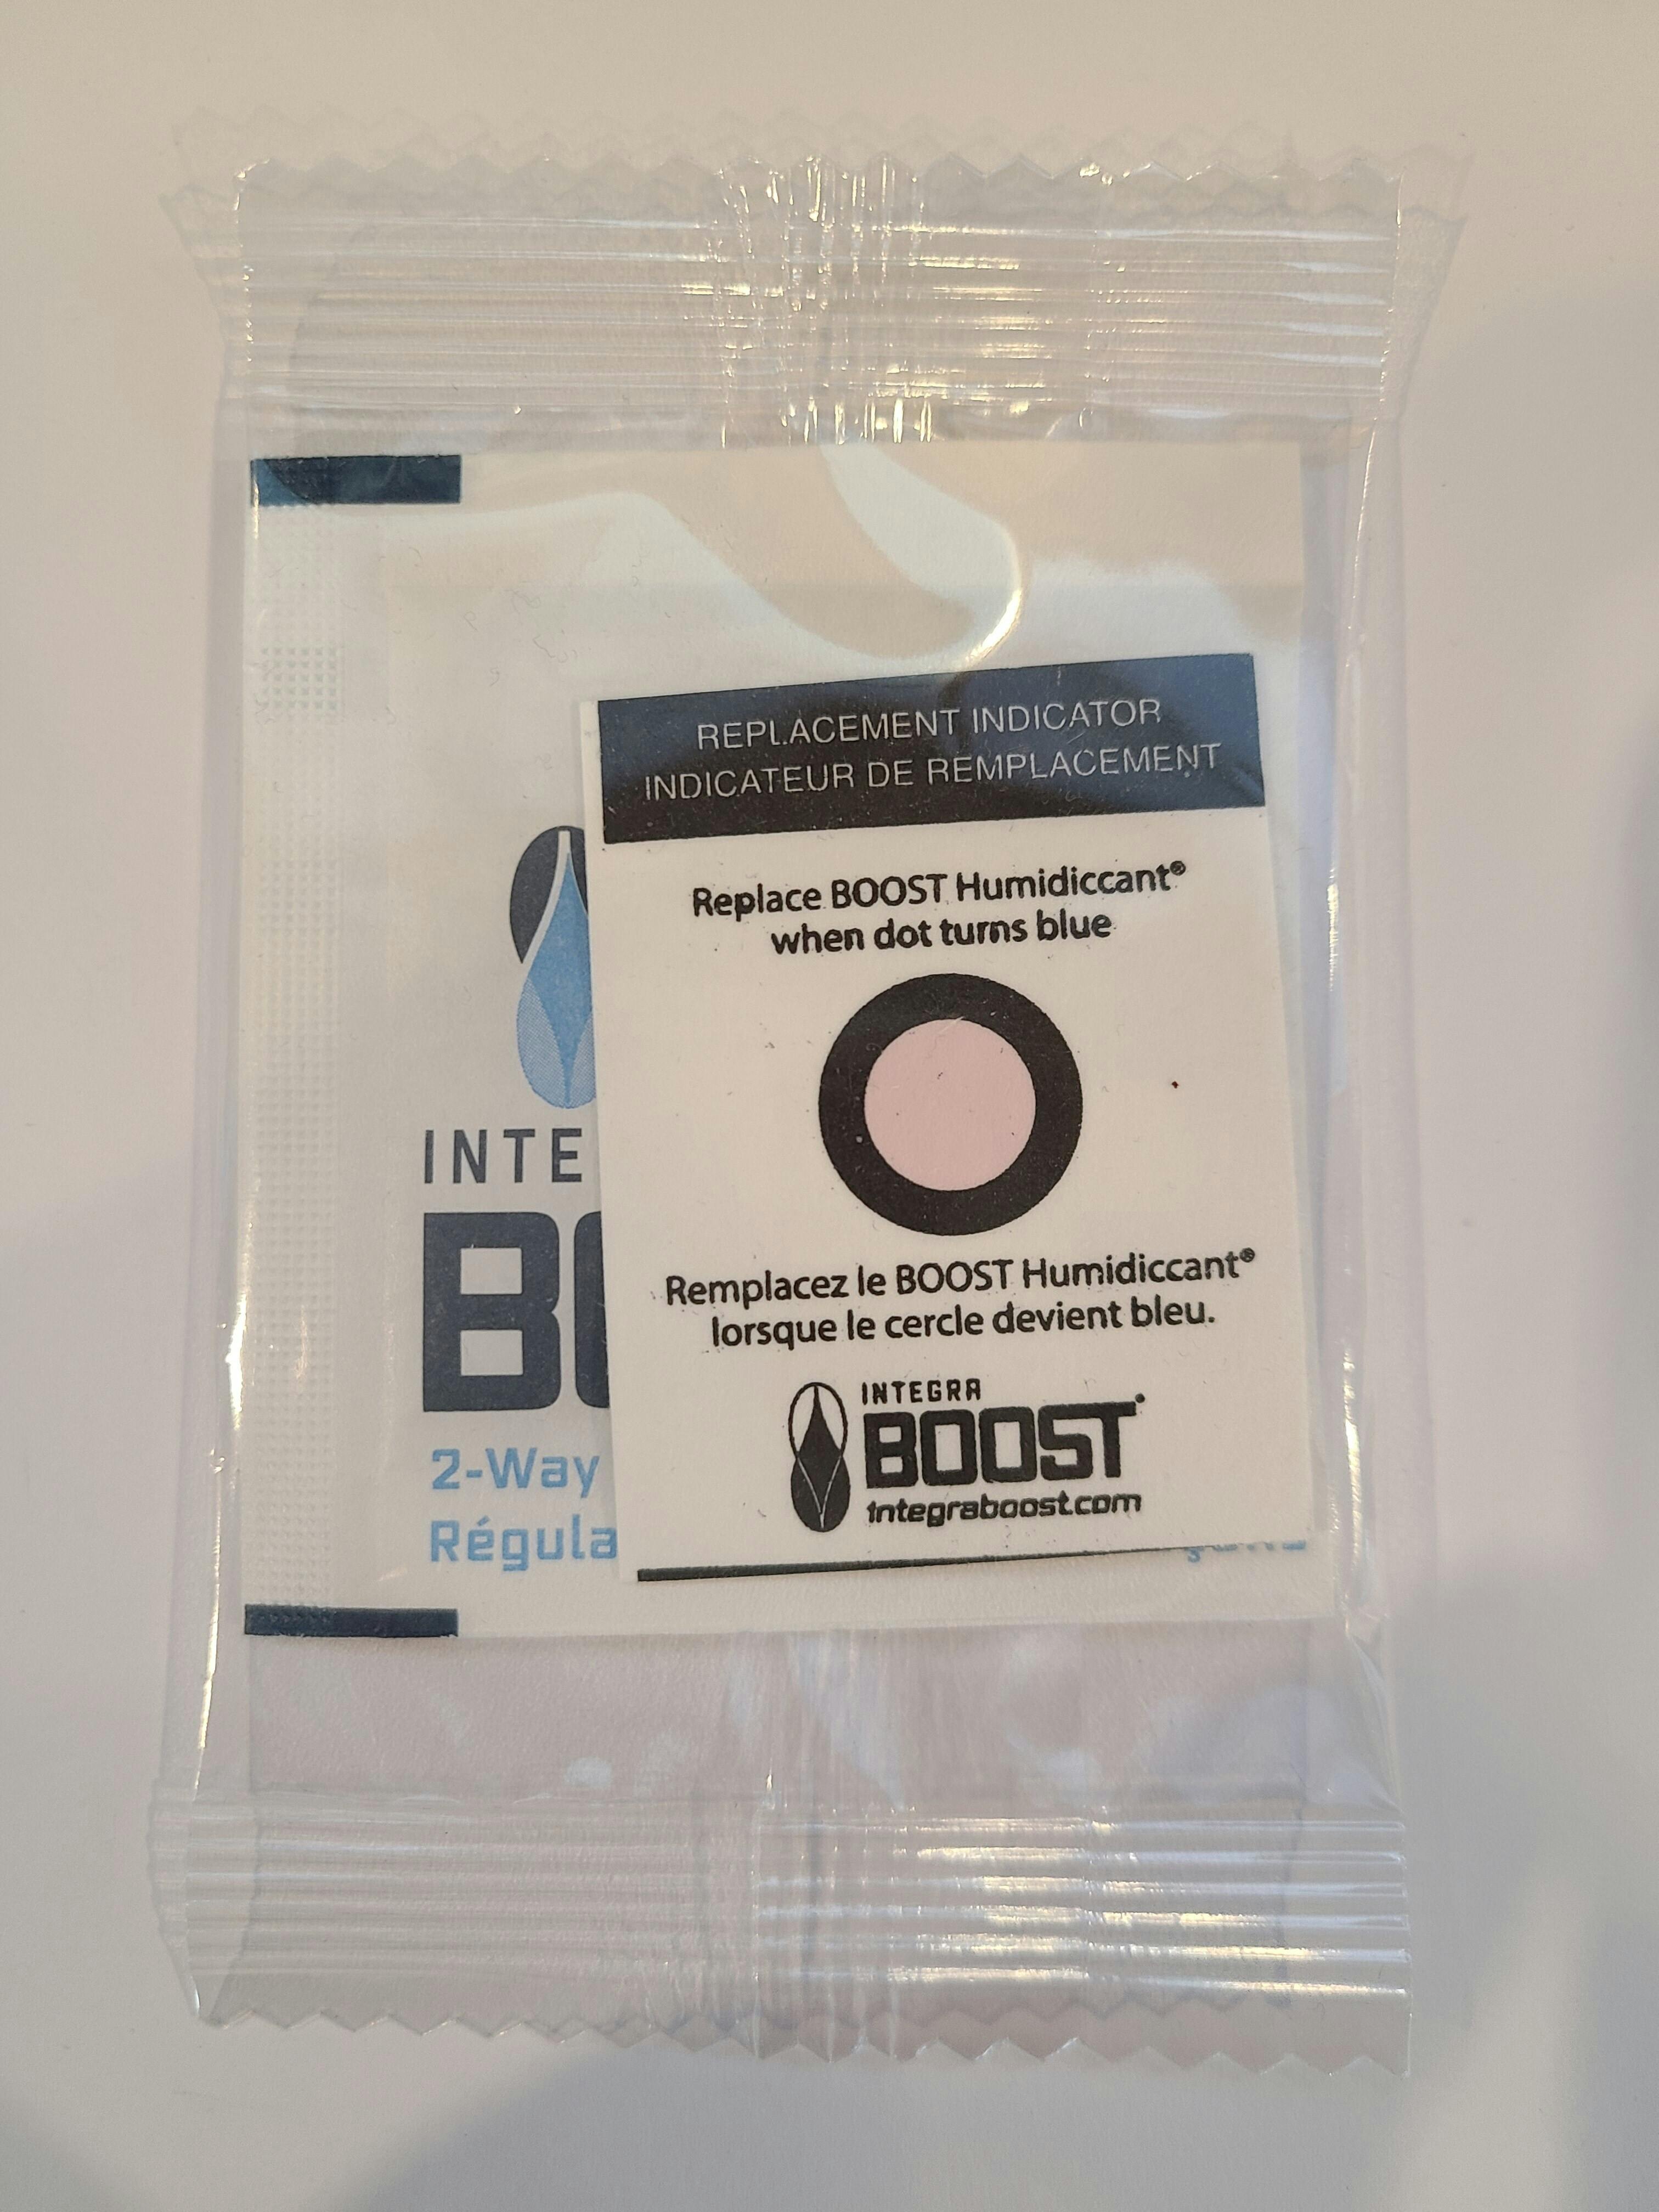 REPLACEMENT INDICATOR
INDICATEUR DE REMPLACEMENT
Replace BOOST Humidiccant®
when dot turns blue
Remplacez le BOOST Humidiccant®
lorsque le cercle devient bleu.
INTEGRA
BOOST
integraboost.com
INTE
BO
2-Way
Régula